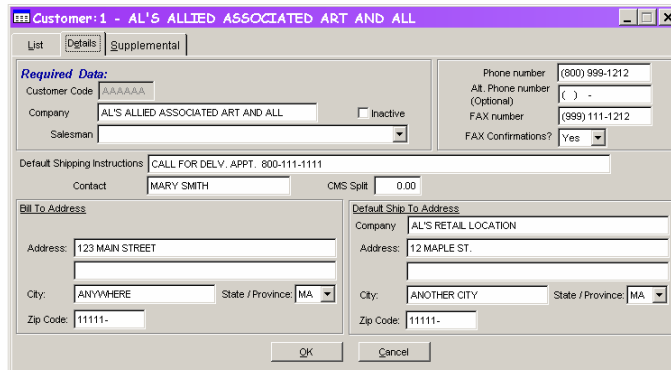 Customer:1 - AL'S ALLIED ASSOCIATED ART AND ALL
List Details Supplemental
Required Data:
Customer Code AAAAAA
Company AL'S ALLIED ASSOCIATED ART AND ALL Inactive
Salesman
Phone number (800) 999-1212
Alt. Phone number
(Optional) ( ) -
FAX number (999) 111-1212
FAX Confirmations? Yes
Default Shipping Instructions CALL FOR DELV. APPT. 800-111-1111
Contact MARY SMITH CMS Split 0.00
Bill To Address
Address: 123 MAIN STREET
City: ANYWHERE State / Province: MA
Zip Code: 11111-
Default Ship To Address
Company AL'S RETAIL LOCATION
Address: 12 MAPLE ST.
City: ANOTHER CITY State / Province: MA
Zip Code: 11111-
OK Cancel